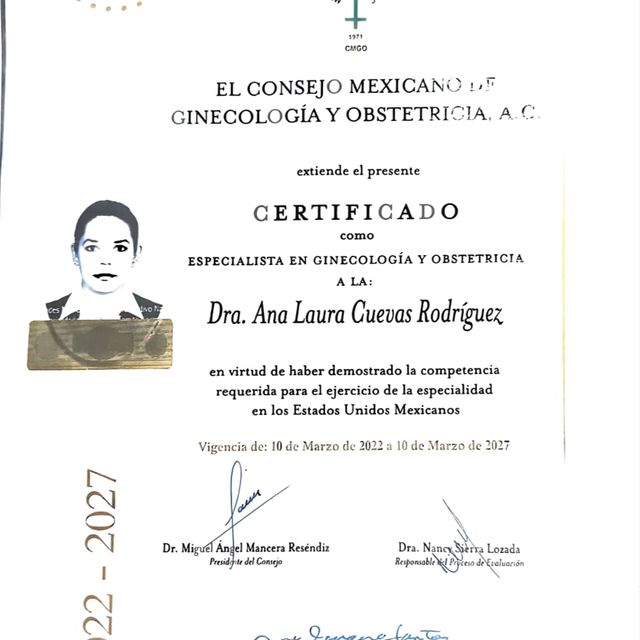 1971
CMGO
EL CONSEJO MEXICANO DE
GINECOLOGÍA Y OBSTETRICIA, A.C.
extiende el presente
CERTIFICADO
como
ESPECIALISTA EN GINECOLOGÍA Y OBSTETRICIA
A LA:
Dra. Ana Laura Cuevas Rodríguez
en virtud de haber demostrado la competencia
requerida para el ejercicio de la especialidad
en los Estados Unidos Mexicanos
Vigencia de: 10 de Marzo de 2022 a 10 de Marzo de 2027
Dr. Miguel Ángel Mancera Reséndiz
Presidente del Consejo
Dra. Nancy Sierra Lozada
Responsable del Proceso de Evaluación
22 - 2027